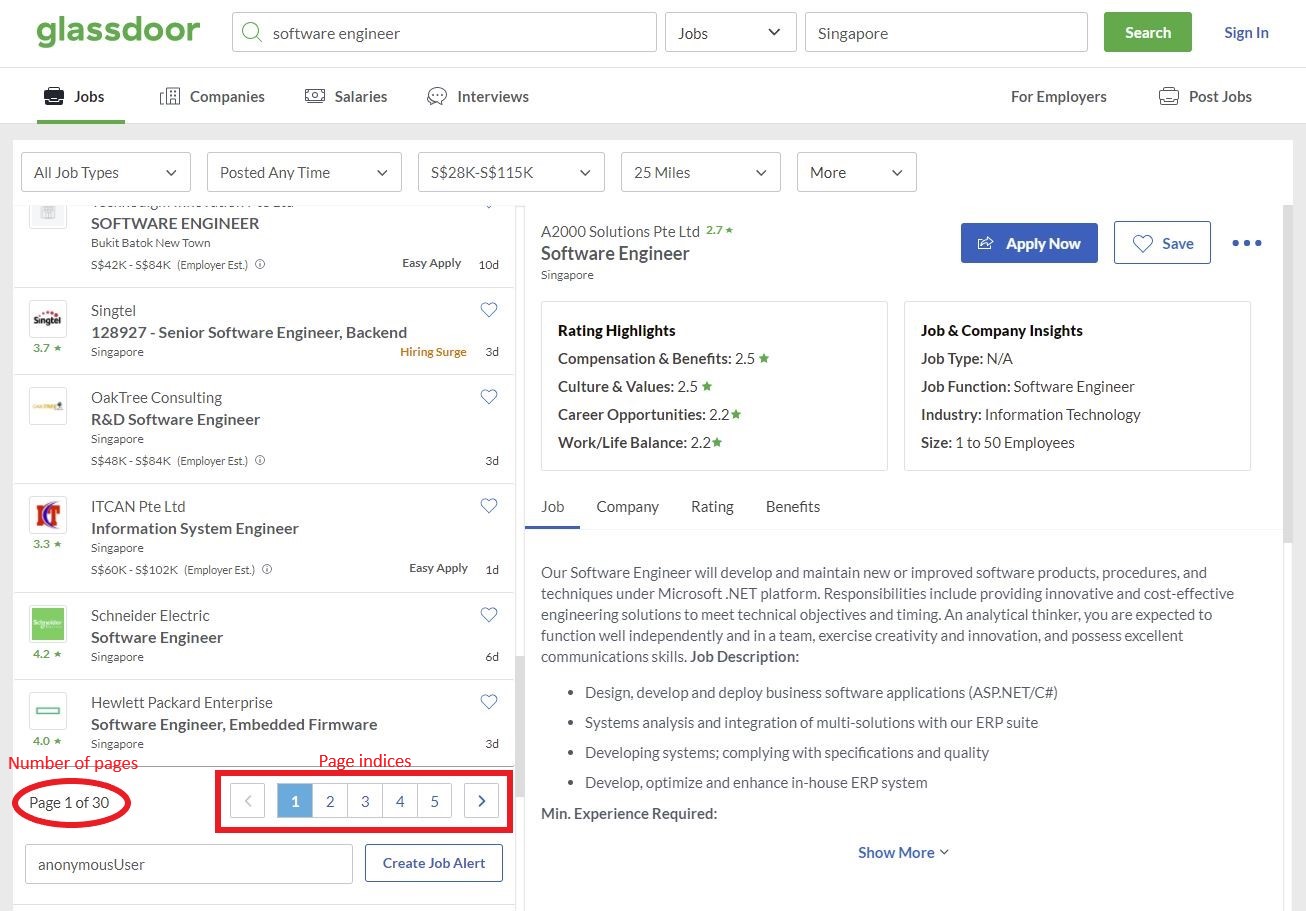 glassdoor
software engineer
Jobs
Singapore
Search
Sign In
Jobs
Companies
Salaries
Interviews
For Employers
Post Jobs
All Job Types
Posted Any Time
S$28K-S$115K
25 Miles
More
SOFTWARE ENGINEER
Bukit Batok New Town
S$42K - S$84K (Employer Est.)
Easy Apply
10d
Singtel
Singtel
128927 - Senior Software Engineer, Backend
3.7 ★
Singapore
Hiring Surge
3d
OakTree Consulting
R&D Software Engineer
Singapore
S$48K - S$84K (Employer Est.)
3d
ITCAN Pte Ltd
Information System Engineer
3.3 ★
Singapore
S$60K - S$102K (Employer Est.)
Easy Apply
1d
Schneider Electric
Software Engineer
4.2 ★
Singapore
6d
Hewlett Packard Enterprise
Software Engineer, Embedded Firmware
4.0 ★
Singapore
3d
Number of pages
Page indices
Page 1 of 30
1
2
3
4
5
anonymousUser
Create Job Alert
A2000 Solutions Pte Ltd 2.7 ★
Software Engineer
Singapore
Apply Now
Save
Rating Highlights
Compensation & Benefits: 2.5 ★
Culture & Values: 2.5 ★
Career Opportunities: 2.2★
Work/Life Balance: 2.2★
Job & Company Insights
Job Type: N/A
Job Function: Software Engineer
Industry: Information Technology
Size: 1 to 50 Employees
Job
Company
Rating
Benefits
Our Software Engineer will develop and maintain new or improved software products, procedures, and
techniques under Microsoft .NET platform. Responsibilities include providing innovative and cost-effective
engineering solutions to meet technical objectives and timing. An analytical thinker, you are expected to
function well independently and in a team, exercise creativity and innovation, and possess excellent
communications skills. Job Description:
• Design, develop and deploy business software applications (ASP.NET/C#)
• Systems analysis and integration of multi-solutions with our ERP suite
• Developing systems; complying with specifications and quality
• Develop, optimize and enhance in-house ERP system
Min. Experience Required:
Show More